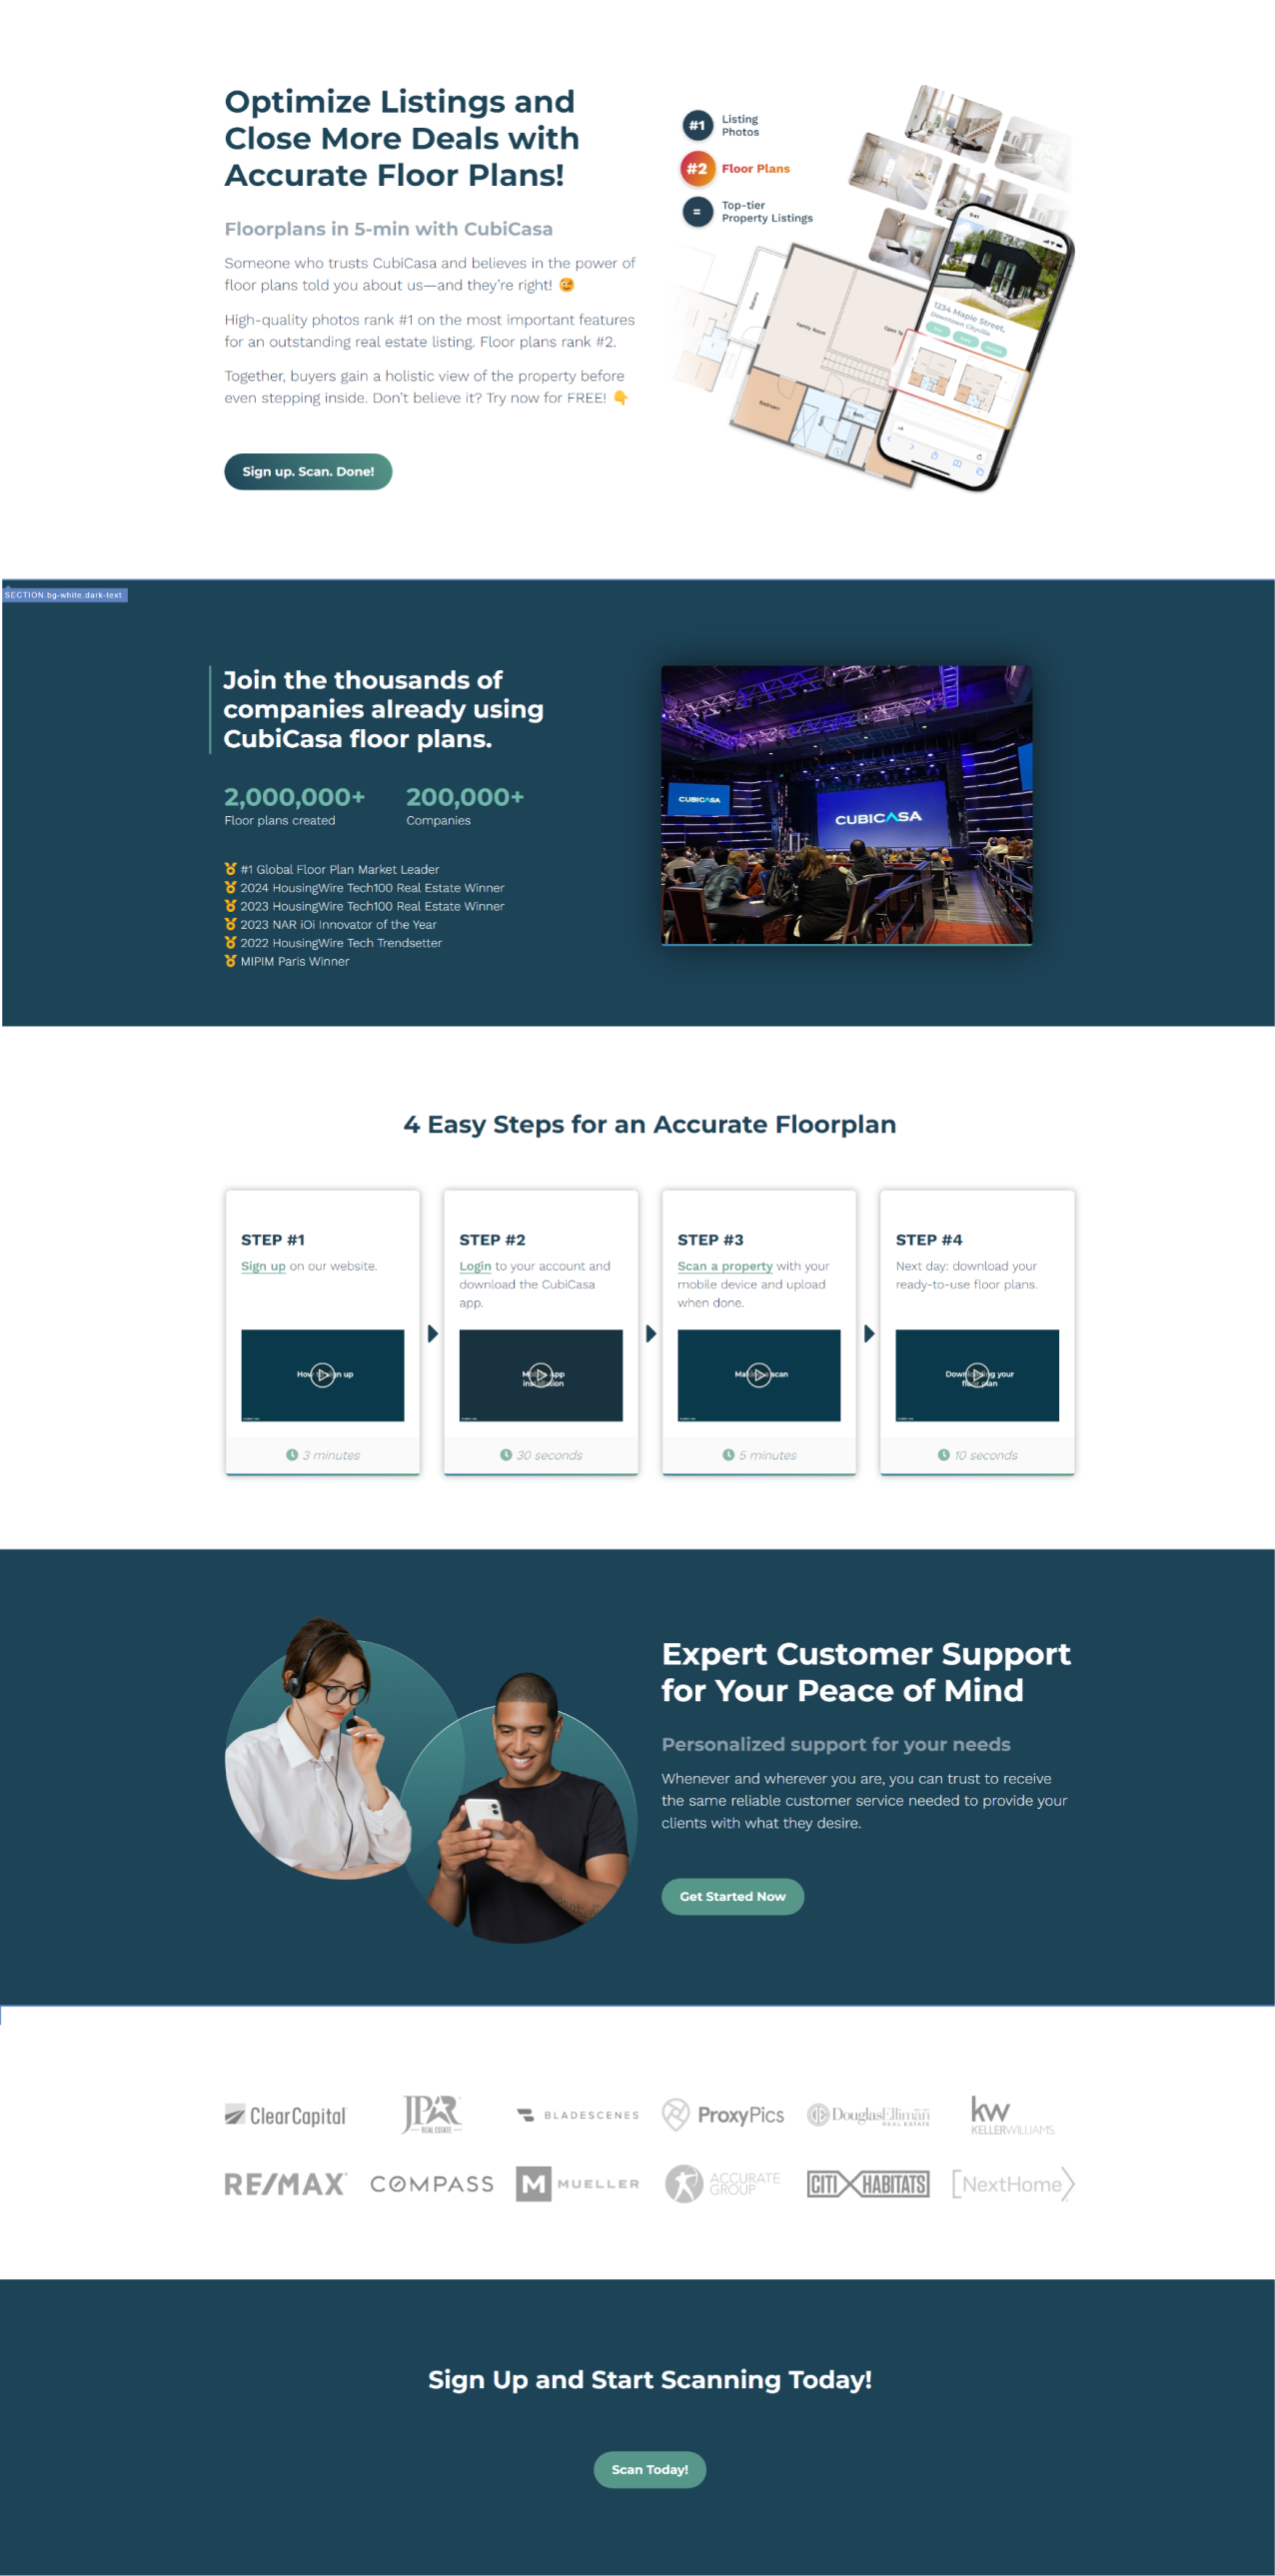 Optimize Listings and
Close More Deals with
Accurate Floor Plans!
Floorplans in 5-min with CubiCasa
Someone who trusts CubiCasa and believes in the power of
floor plans told you about us—and they're right! 😉
High-quality photos rank #1 on the most important features
for an outstanding real estate listing. Floor plans rank #2.
Together, buyers gain a holistic view of the property before
even stepping inside. Don't believe it? Try now for FREE! 👇
Sign up. Scan. Done!
#1 Listing
Photos
#2 Floor Plans
= Top-tier
Property Listings
9:41
1234 Maple Street,
Downtown Cityville
Balcony
Family Room
Open To
Bedroom
SECTION.bg-white.dark-text
Join the thousands of
companies already using
CubiCasa floor plans.
2,000,000+ 200,000+
Floor plans created Companies
#1 Global Floor Plan Market Leader
2024 HousingWire Tech100 Real Estate Winner
2023 HousingWire Tech100 Real Estate Winner
2023 NAR iOi Innovator of the Year
2022 HousingWire Tech Trendsetter
MIPIM Paris Winner
CUBICASA
CUBICASA
4 Easy Steps for an Accurate Floorplan
STEP #1
Sign up on our website.
How up
3 minutes
STEP #2
Login to your account and
download the CubiCasa
app.
30 seconds
STEP #3
Scan a property with your
mobile device and upload
when done.
scan
5 minutes
STEP #4
Next day: download your
ready-to-use floor plans.
your
10 seconds
Expert Customer Support
for Your Peace of Mind
Personalized support for your needs
Whenever and wherever you are, you can trust to receive
the same reliable customer service needed to provide your
clients with what they desire.
Get Started Now
ClearCapital
JPAR
REAL ESTATE
BLADESCENES
ProxyPics
DouglasElliman
REAL ESTATE
kw
KELLERWILLIAMS.
RE/MAX
COMPASS
M MUELLER
ACCURATE
GROUP
CITI HABITATS
NextHome
Sign Up and Start Scanning Today!
Scan Today!